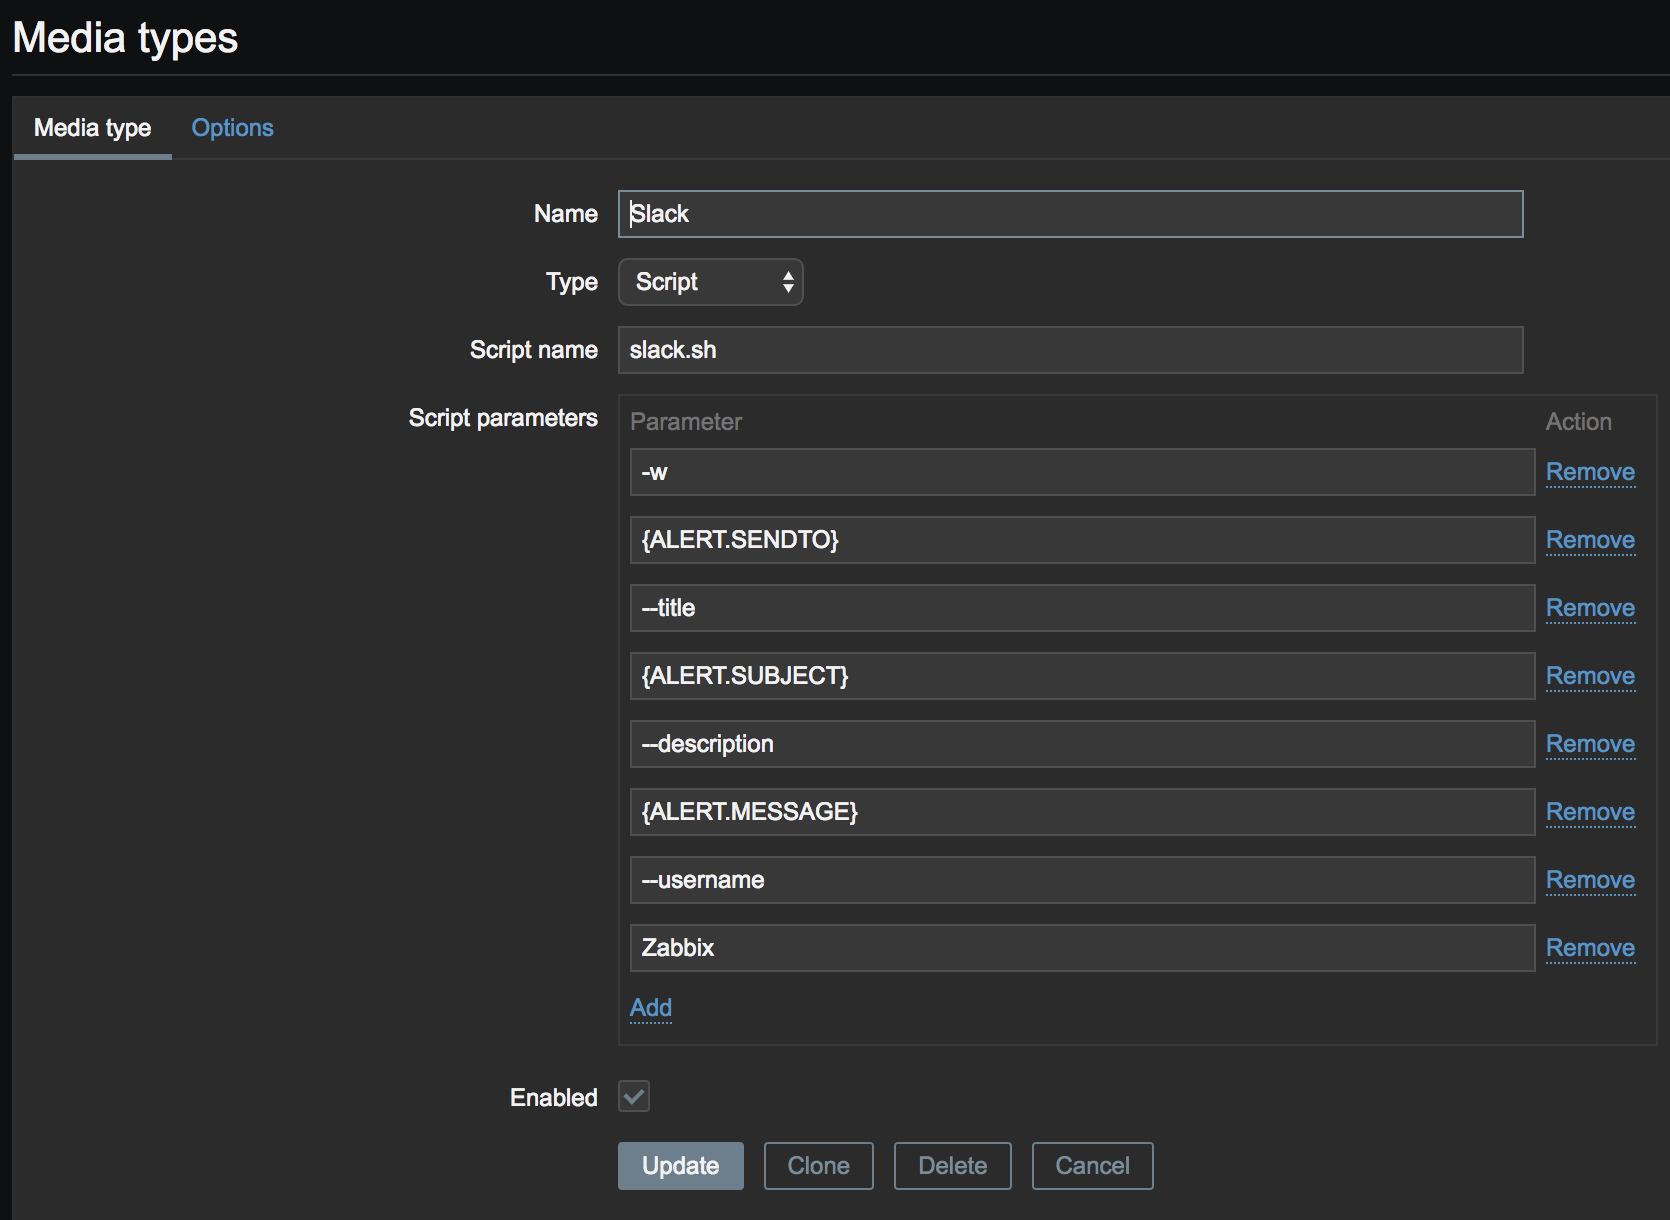 Media types
Media type Options
Name Slack
Type Script
Script name slack.sh
Script parameters Parameter Action
-w Remove
{ALERT.SENDTO} Remove
--title Remove
{ALERT.SUBJECT} Remove
--description Remove
{ALERT.MESSAGE} Remove
--username Remove
Zabbix Remove
Add
Enabled
Update Clone Delete Cancel